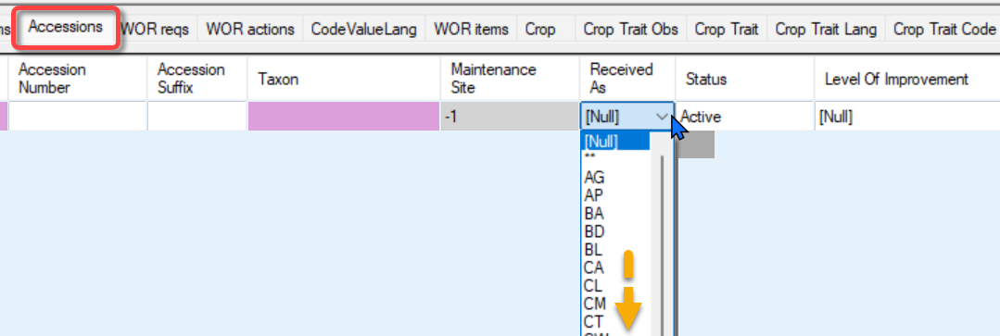 Accessions WOR reqs WOR actions CodeValueLang WOR items Crop Crop Trait Obs Crop Trait Crop Trait Lang Crop Trait Code
Accession Number Accession Suffix Taxon Maintenance Site Received As Status Level Of Improvement
-1 [Null] Active [Null]
[Null]
**
AG
AP
BA
BD
BL
CA
CL
CM
CT